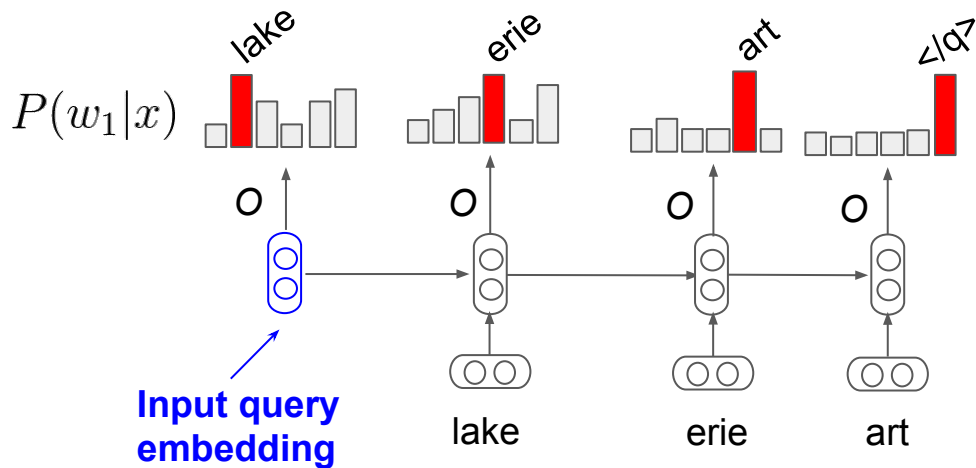 lake erie art </q>
P(w₁|x)
O O O O
Input query
embedding
lake erie art